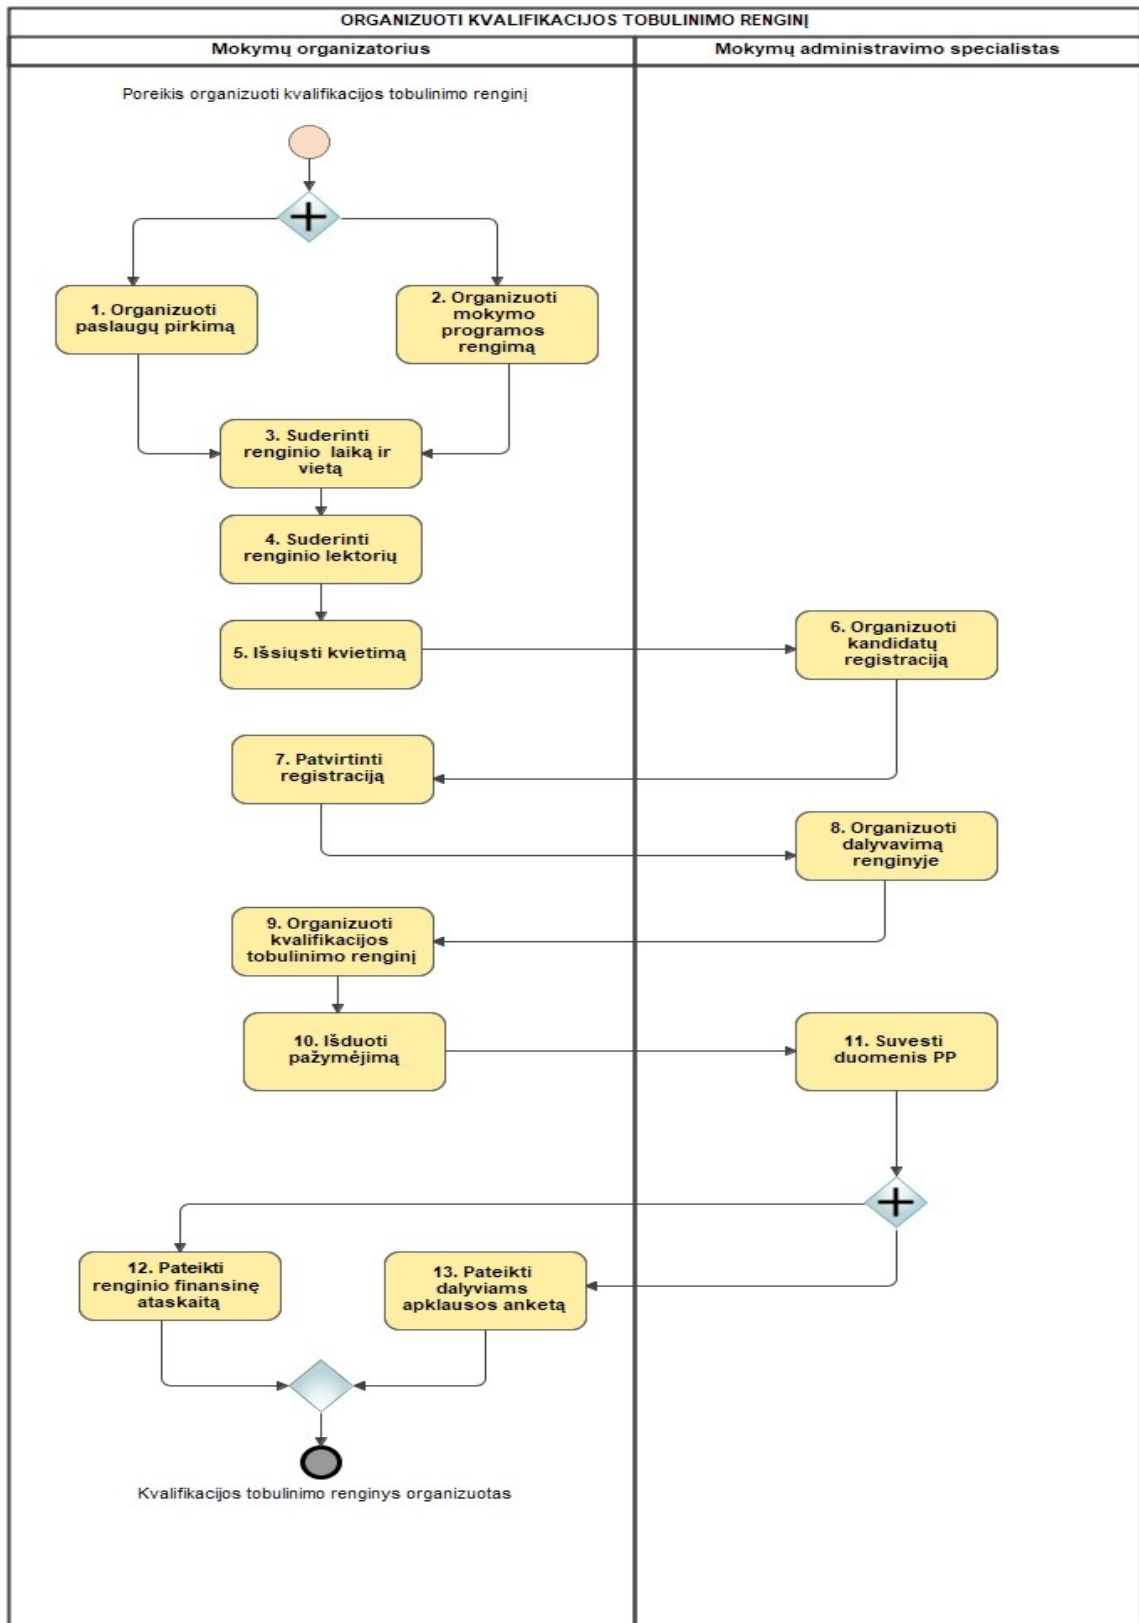 ORGANIZUOTI KVALIFIKACIJOS TOBULINIMO RENGINĮ
Mokymų organizatorius
Mokymų administravimo specialistas
Poreikis organizuoti kvalifikacijos tobulinimo renginį
1. Organizuoti
paslaugų pirkimą
2. Organizuoti
mokymo
programos
rengimą
3. Suderinti
renginio laiką ir
vietą
4. Suderinti
renginio lektorių
5. Išsiųsti kvietimą
6. Organizuoti
kandidatų
registraciją
7. Patvirtinti
registraciją
8. Organizuoti
dalyvavimą
renginyje
9. Organizuoti
kvalifikacijos
tobulinimo renginį
10. Išduoti
pažymėjimą
11. Suvesti
duomenis PP
12. Pateikti
renginio finansinę
ataskaitą
13. Pateikti
dalyviams
apklausos anketą
Kvalifikacijos tobulinimo renginys organizuotas